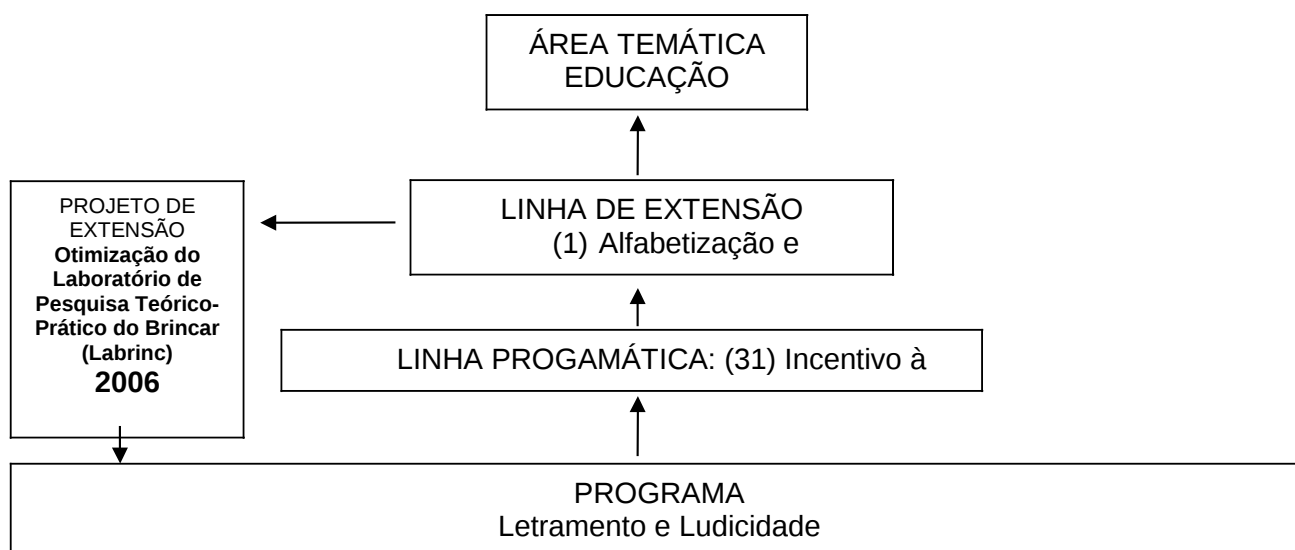 ÁREA TEMÁTICA
EDUCAÇÃO
LINHA DE EXTENSÃO
(1) Alfabetização e
PROJETO DE
EXTENSÃO
Otimização do
Laboratório de
Pesquisa Teórico-
Prático do Brincar
(Labrinc)
2006
LINHA PROGAMÁTICA: (31) Incentivo à
PROGRAMA
Letramento e Ludicidade